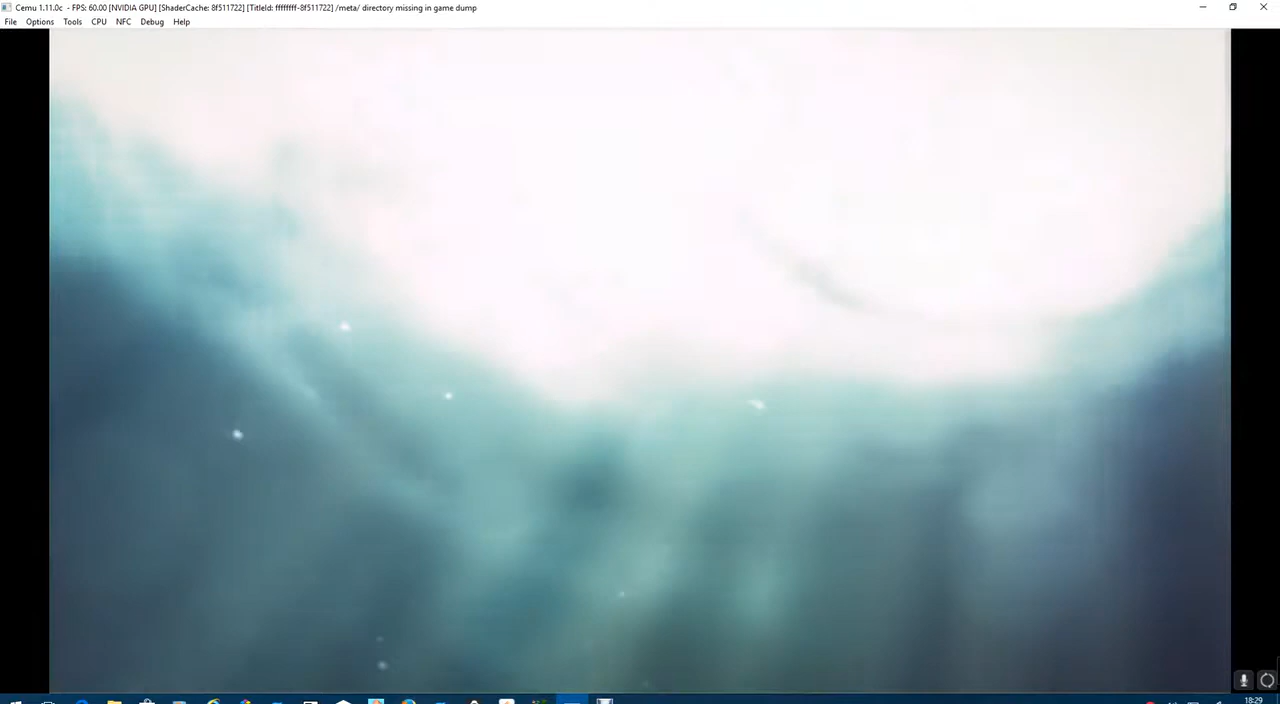 Cemu 1.11.0c - FPS: 60.00 [NVIDIA GPU] [ShaderCache: 8f511722] [TitleId: ffffffff-8f511722] /meta/ directory missing in game dump
File Options Tools CPU NFC Debug Help
18:29